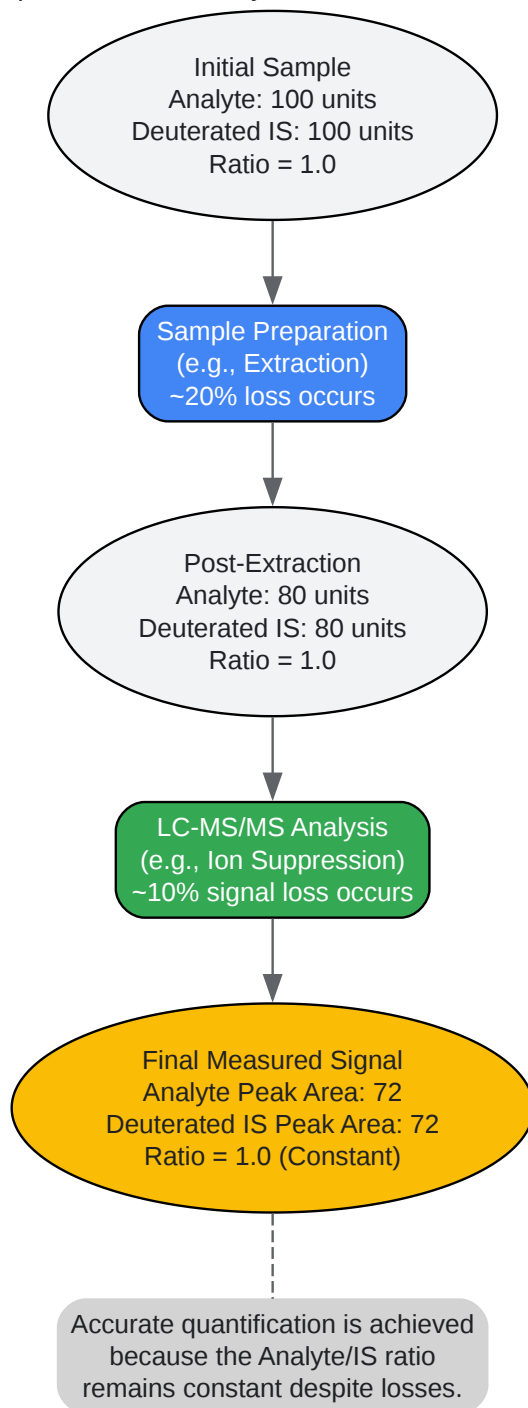 Initial Sample
Analyte: 100 units
Deuterated IS: 100 units
Ratio = 1.0
Sample Preparation
(e.g., Extraction)
~20% loss occurs
Post-Extraction
Analyte: 80 units
Deuterated IS: 80 units
Ratio = 1.0
LC-MS/MS Analysis
(e.g., Ion Suppression)
~10% signal loss occurs
Final Measured Signal
Analyte Peak Area: 72
Deuterated IS Peak Area: 72
Ratio = 1.0 (Constant)
Accurate quantification is achieved
because the Analyte/IS ratio
remains constant despite losses.